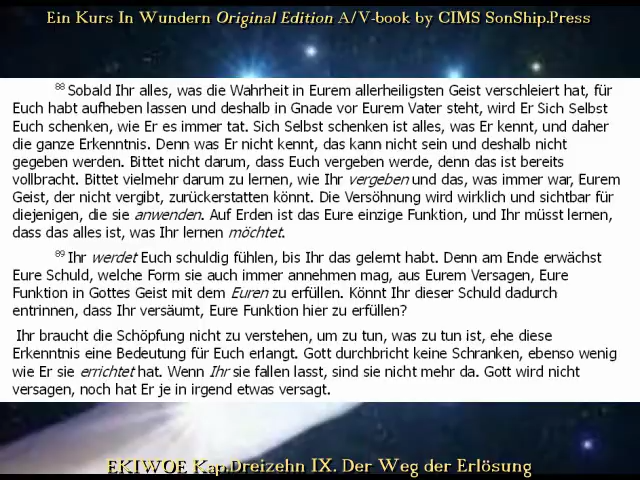 Ein Kurs In Wundern Original Edition A/V-book by CIMS SonShip.Press
88 Sobald Ihr alles, was die Wahrheit in Eurem allerheiligsten Geist verschleiert hat, für
Euch habt aufheben lassen und deshalb in Gnade vor Eurem Vater steht, wird Er Sich Selbst
Euch schenken, wie Er es immer tat. Sich Selbst schenken ist alles, was Er kennt, und daher
die ganze Erkenntnis. Denn was Er nicht kennt, das kann nicht sein und deshalb nicht
gegeben werden. Bittet nicht darum, dass Euch vergeben werde, denn das ist bereits
vollbracht. Bittet vielmehr darum zu lernen, wie Ihr vergeben und das, was immer war, Eurem
Geist, der nicht vergibt, zurückerstatten könnt. Die Versöhnung wird wirklich und sichtbar für
diejenigen, die sie anwenden. Auf Erden ist das Eure einzige Funktion, und Ihr müsst lernen,
dass das alles ist, was Ihr lernen möchtet.
89 Ihr werdet Euch schuldig fühlen, bis Ihr das gelernt habt. Denn am Ende erwächst
Eure Schuld, welche Form sie auch immer annehmen mag, aus Eurem Versagen, Eure
Funktion in Gottes Geist mit dem Euren zu erfüllen. Könnt Ihr dieser Schuld dadurch
entrinnen, dass Ihr versäumt, Eure Funktion hier zu erfüllen?
Ihr braucht die Schöpfung nicht zu verstehen, um zu tun, was zu tun ist, ehe diese
Erkenntnis eine Bedeutung für Euch erlangt. Gott durchbricht keine Schranken, ebenso wenig
wie Er sie errichtet hat. Wenn Ihr sie fallen lasst, sind sie nicht mehr da. Gott wird nicht
versagen, noch hat Er je in irgend etwas versagt.
EKIWOE Kap.Dreizehn IX. Der Weg der Erlösung